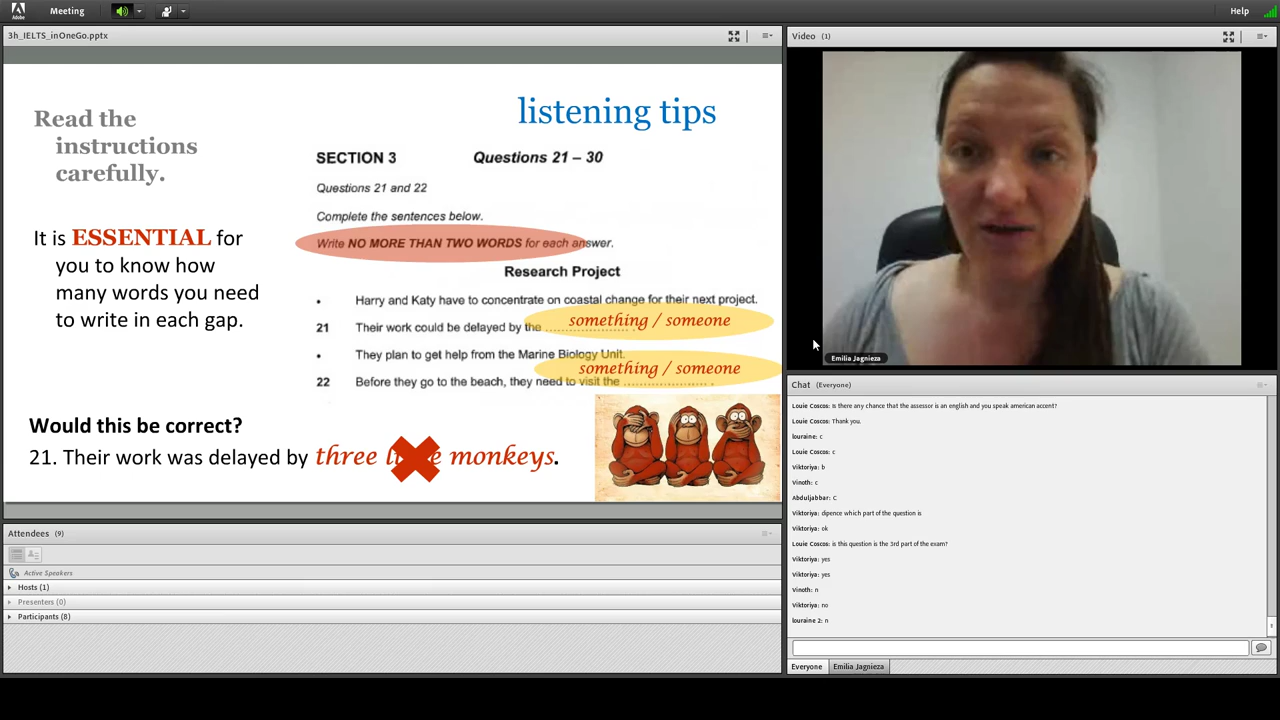 Adobe
Meeting
Help
3h_IELTS_inOneGo.pptx
Read the
instructions
carefully.
listening tips
SECTION 3 Questions 21 – 30
Questions 21 and 22
Complete the sentences below.
Write NO MORE THAN TWO WORDS for each answer.
Research Project
• Harry and Katy have to concentrate on coastal change for their next project.
21 Their work could be delayed by the .................. something / someone
• They plan to get help from the Marine Biology Unit.
22 Before they go to the beach, they need to visit the .................. . something / someone
It is ESSENTIAL for
you to know how
many words you need
to write in each gap.
Would this be correct?
21. Their work was delayed by three monkeys.
Attendees (9)
Active Speakers
Hosts (1)
Presenters (0)
Participants (8)
Video (1)
Emilia Jagnieza
Chat (Everyone)
Louie Coscos: Is there any chance that the assessor is an english and you speak american accent?
Louie Coscos: Thank you.
louraine: c
Louie Coscos: c
Viktoriya: b
Vinoth: c
Abduljabbar: C
Viktoriya: dipence which part of the question is
Viktoriya: ok
Louie Coscos: is this question is the 3rd part of the exam?
Viktoriya: yes
Viktoriya: yes
Vinoth: n
Viktoriya: no
louraine 2: n
Everyone
Emilia Jagnieza